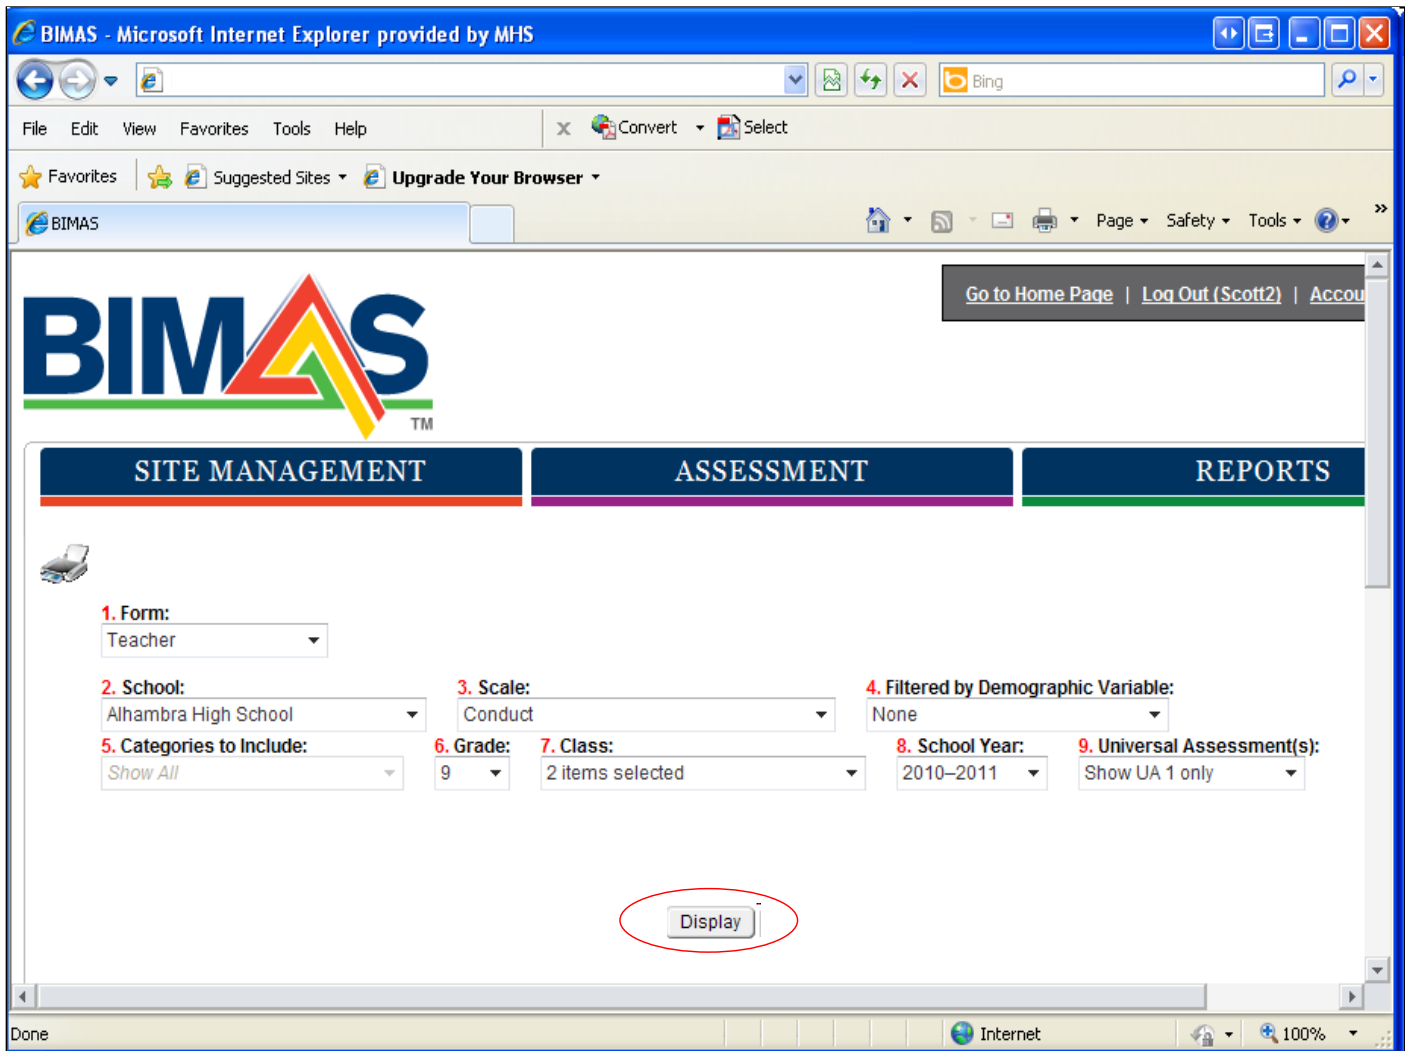 BIMAS - Microsoft Internet Explorer provided by MHS
Bing
File Edit View Favorites Tools Help x Convert Select
Favorites Suggested Sites Upgrade Your Browser
BIMAS Page Safety Tools »
Go to Home Page | Log Out (Scott2) | Accou
BIMAS
TM
SITE MANAGEMENT ASSESSMENT REPORTS
1. Form:
Teacher
2. School: 3. Scale: 4. Filtered by Demographic Variable:
Alhambra High School Conduct None
5. Categories to Include: 6. Grade: 7. Class: 8. School Year: 9. Universal Assessment(s):
Show All 9 2 items selected 2010–2011 Show UA 1 only
Display
Done Internet 100%